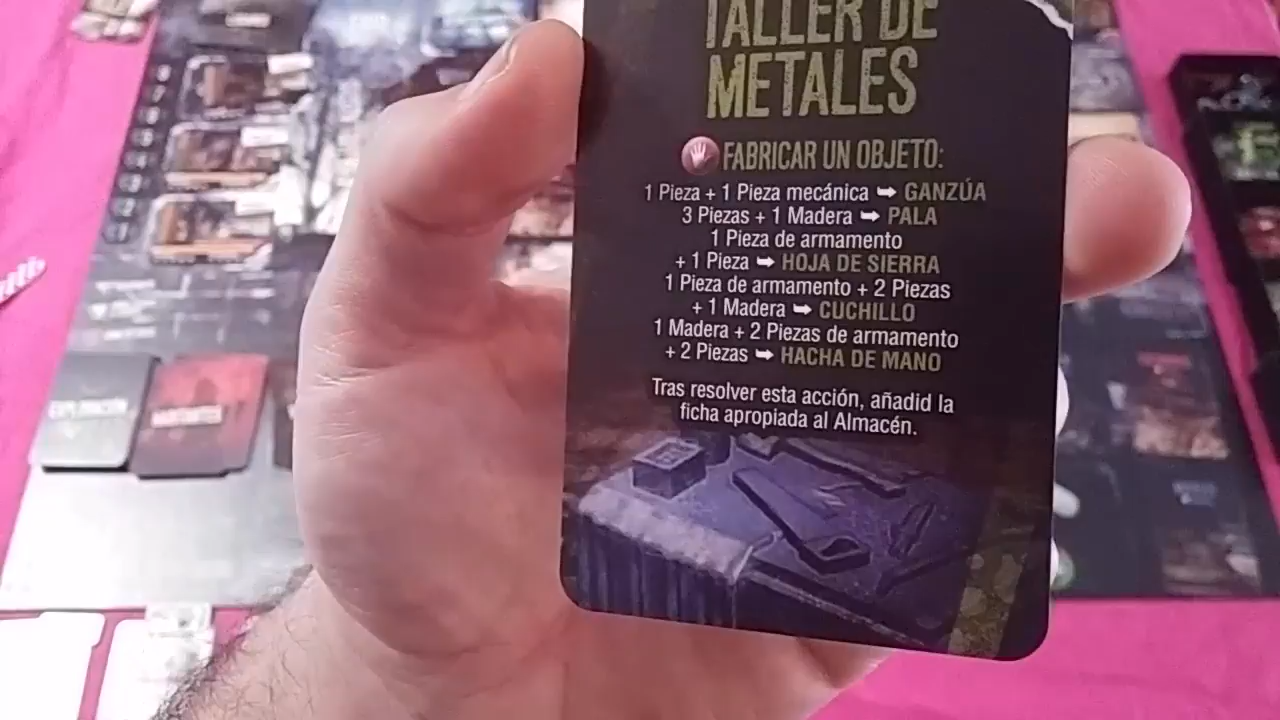 TALLER DE
METALES
FABRICAR UN OBJETO:
1 Pieza + 1 Pieza mecánica ➥ GANZÚA
3 Piezas + 1 Madera ➥ PALA
1 Pieza de armamento
+ 1 Pieza ➥ HOJA DE SIERRA
1 Pieza de armamento + 2 Piezas
+ 1 Madera ➥ CUCHILLO
1 Madera + 2 Piezas de armamento
+ 2 Piezas ➥ HACHA DE MANO
Tras resolver esta acción, añadid la
ficha apropiada al Almacén.
EXPLORACIÓN